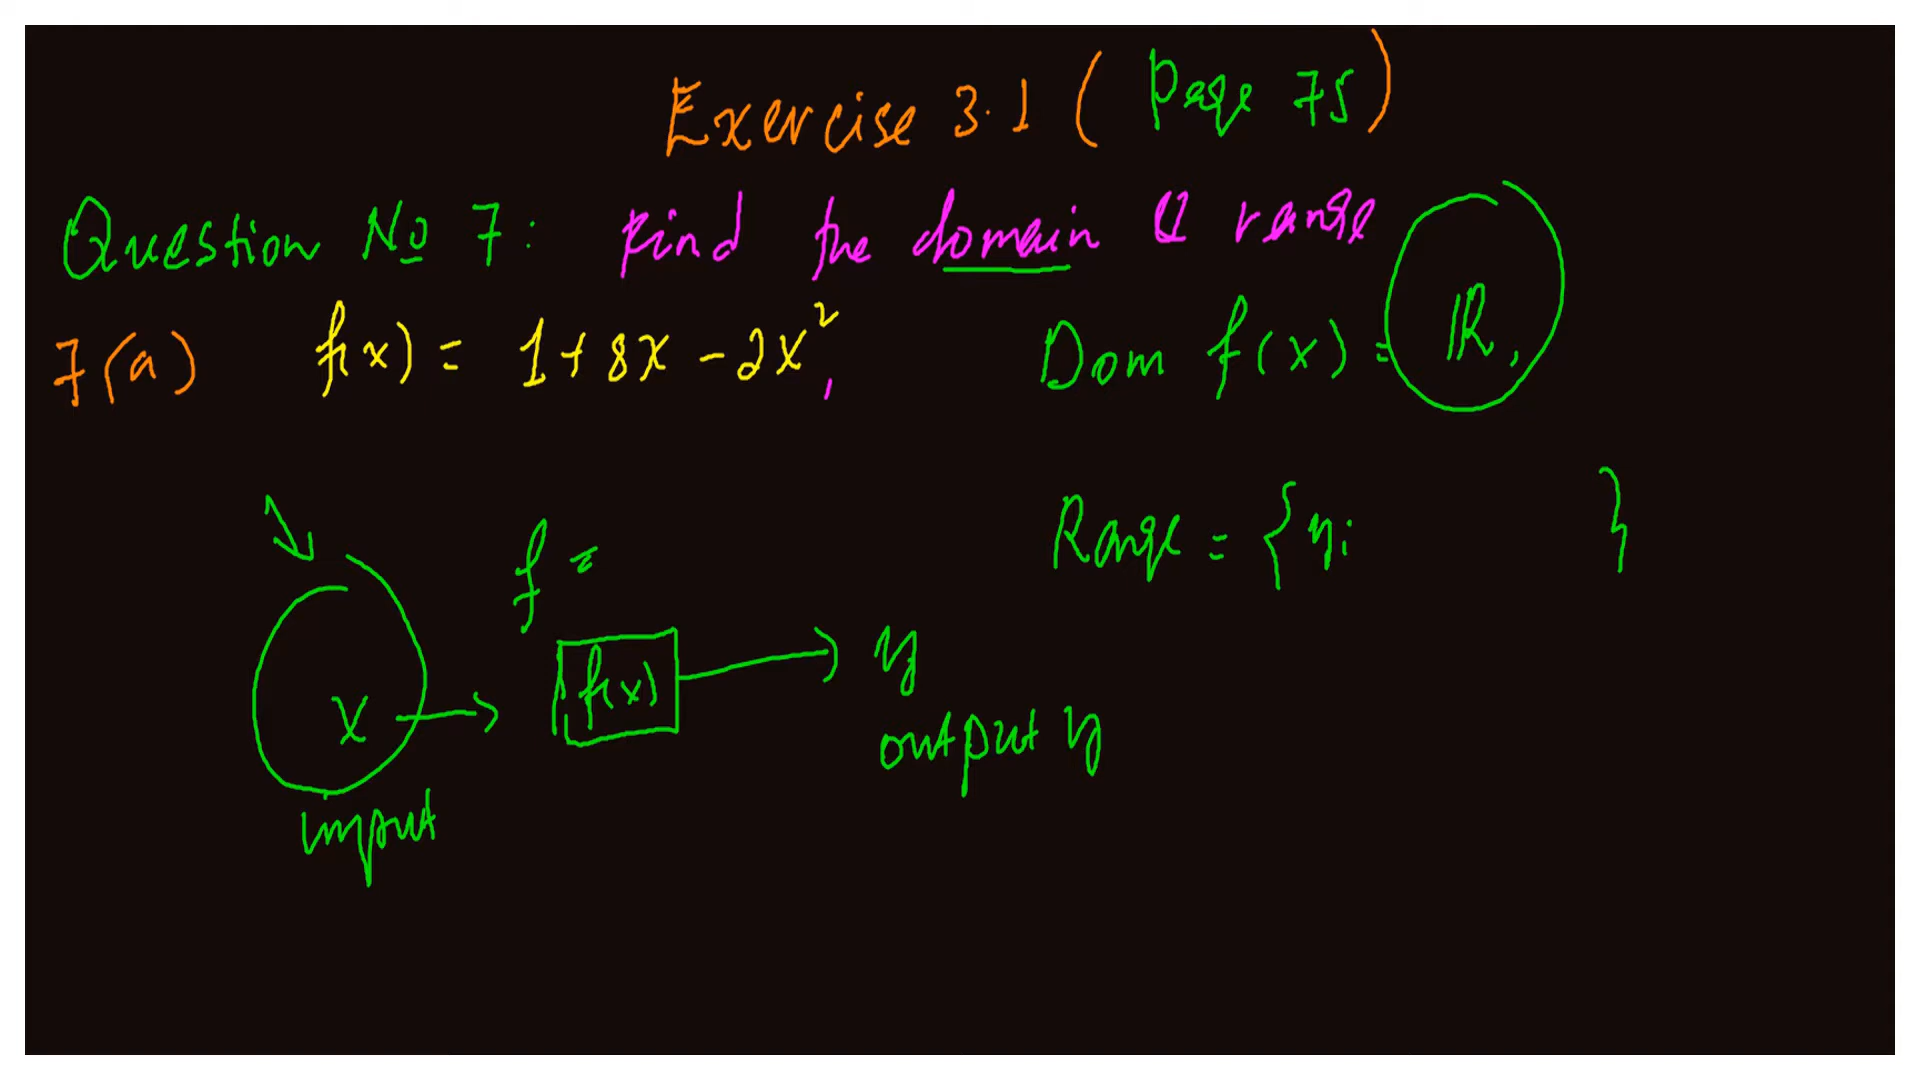 Exercise 3.1 (Page 75)
Question No 7: Find the domain & range
7(a) f(x) = 1+8x-2x², Dom f(x) = ℝ,
Range = {y: }
f =
x → f(x) → y
output y
input